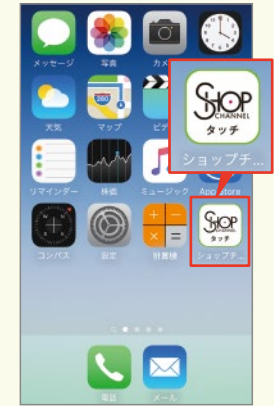 メッセージ
写真
カメ
SHOP
CHANNEL
タッチ
ショップチ...
天気
280
マップ
ビデ
リマインダー
株価
ミュージック
App Store
コンパス
設定
計算機
SHOP
CHANNEL
タッチ
ショップチ...
電話
メール